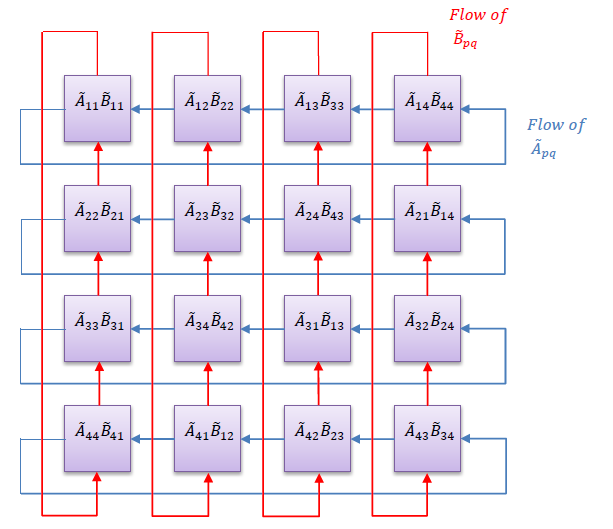 Flow of
B̃pq
Ã11B̃11 Ã12B̃22 Ã13B̃33 Ã14B̃44
Flow of
Ãpq
Ã22B̃21 Ã23B̃32 Ã24B̃43 Ã21B̃14
Ã33B̃31 Ã34B̃42 Ã31B̃13 Ã32B̃24
Ã44B̃41 Ã41B̃12 Ã42B̃23 Ã43B̃34